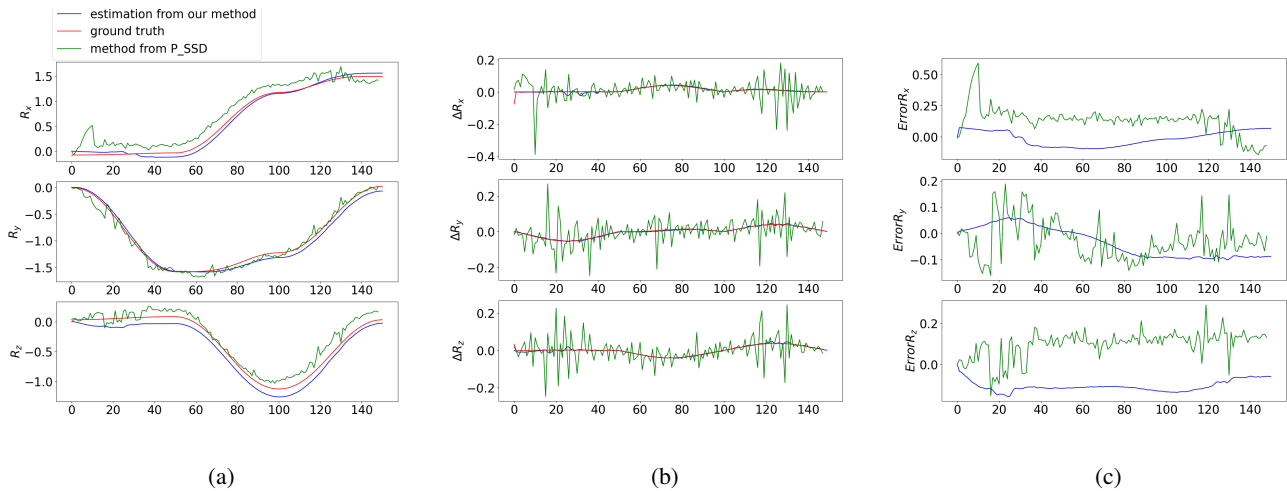 estimation from our method
ground truth
method from P_SSD
1.5
1.0
0.5
0.0
R_x
0 20 40 60 80 100 120 140
0.0
−0.5
−1.0
−1.5
R_y
0 20 40 60 80 100 120 140
0.0
−0.5
−1.0
R_z
0 20 40 60 80 100 120 140
(a)
0.2
0.0
−0.2
−0.4
ΔR_x
0 20 40 60 80 100 120 140
0.2
0.0
−0.2
ΔR_y
0 20 40 60 80 100 120 140
0.2
0.0
−0.2
ΔR_z
0 20 40 60 80 100 120 140
(b)
0.50
0.25
0.00
ErrorR_x
0 20 40 60 80 100 120 140
0.2
0.1
0.0
−0.1
ErrorR_y
0 20 40 60 80 100 120 140
0.2
0.0
ErrorR_z
0 20 40 60 80 100 120 140
(c)